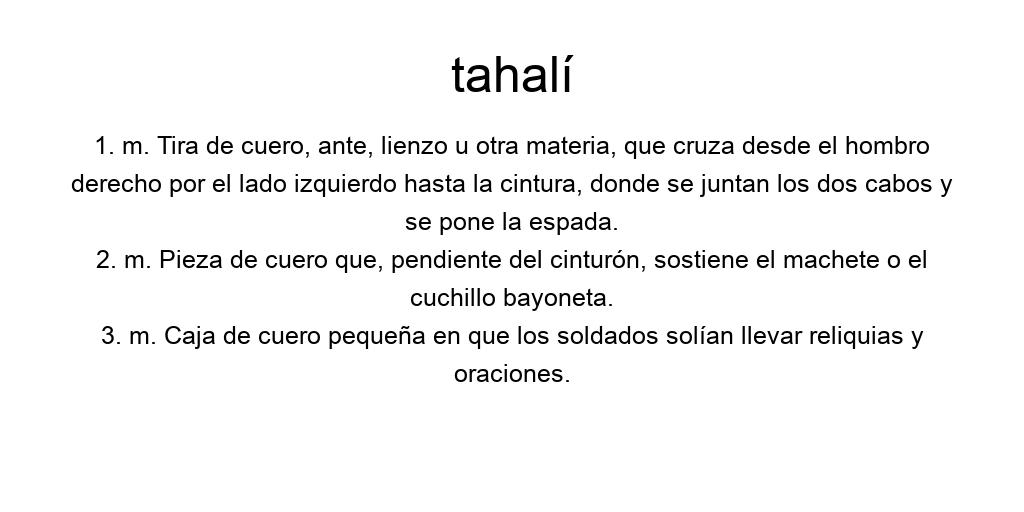 tahalí
1. m. Tira de cuero, ante, lienzo u otra materia, que cruza desde el hombro
derecho por el lado izquierdo hasta la cintura, donde se juntan los dos cabos y
se pone la espada.
2. m. Pieza de cuero que, pendiente del cinturón, sostiene el machete o el
cuchillo bayoneta.
3. m. Caja de cuero pequeña en que los soldados solían llevar reliquias y
oraciones.